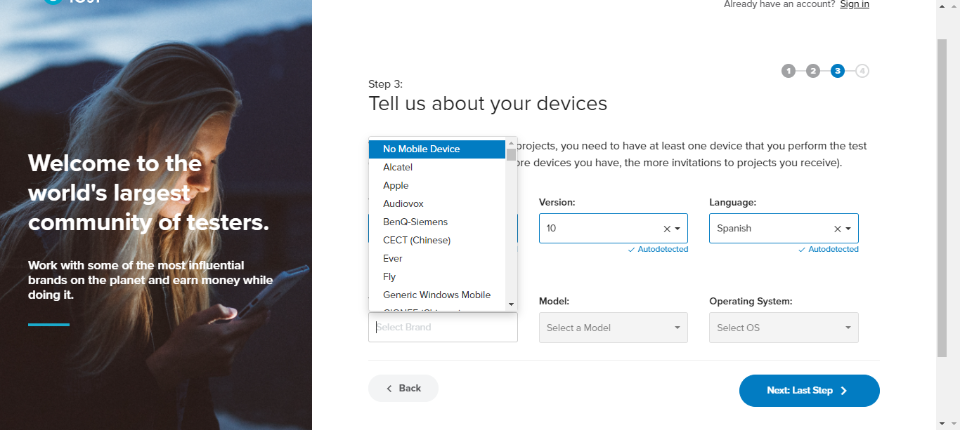 Already have an account? Sign in
Welcome to the
world's largest
community of testers.
Work with some of the most influential
brands on the planet and earn money while
doing it.
1 2 3 4
Step 3:
Tell us about your devices
projects, you need to have at least one device that you perform the test
ore devices you have, the more invitations to projects you receive).
No Mobile Device
Alcatel
Apple
Audiovox
BenQ-Siemens
CECT (Chinese)
Ever
Fly
Generic Windows Mobile
Version:
10
Autodetected
Language:
Spanish
Autodetected
Select Brand
Model:
Select a Model
Operating System:
Select OS
Back
Next: Last Step